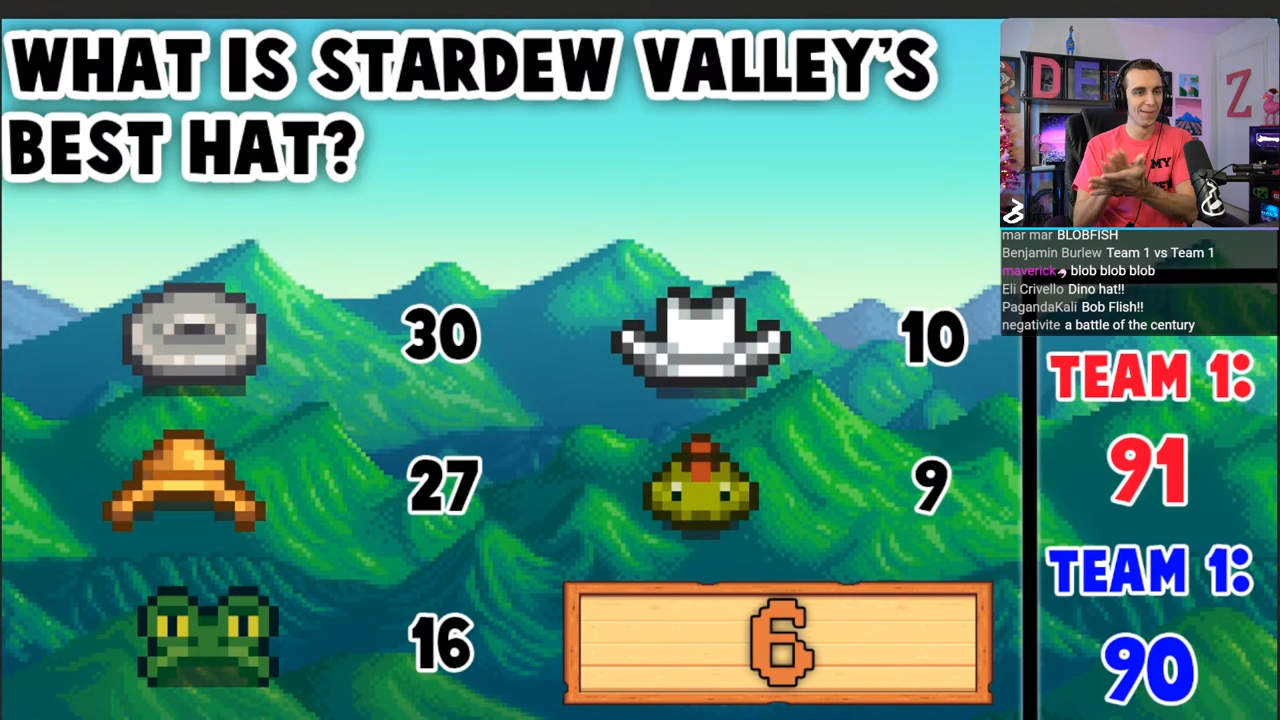 WHAT IS STARDEW VALLEY'S
BEST HAT?
30
10
27
9
16
6
D E
Z
MY
mar mar BLOBFISH
Benjamin Burlew Team 1 vs Team 1
maverick blob blob blob
Eli Crivello Dino hat!!
PagandaKali Bob Flish!!
negativite a battle of the century
TEAM 1:
91
TEAM 1:
90